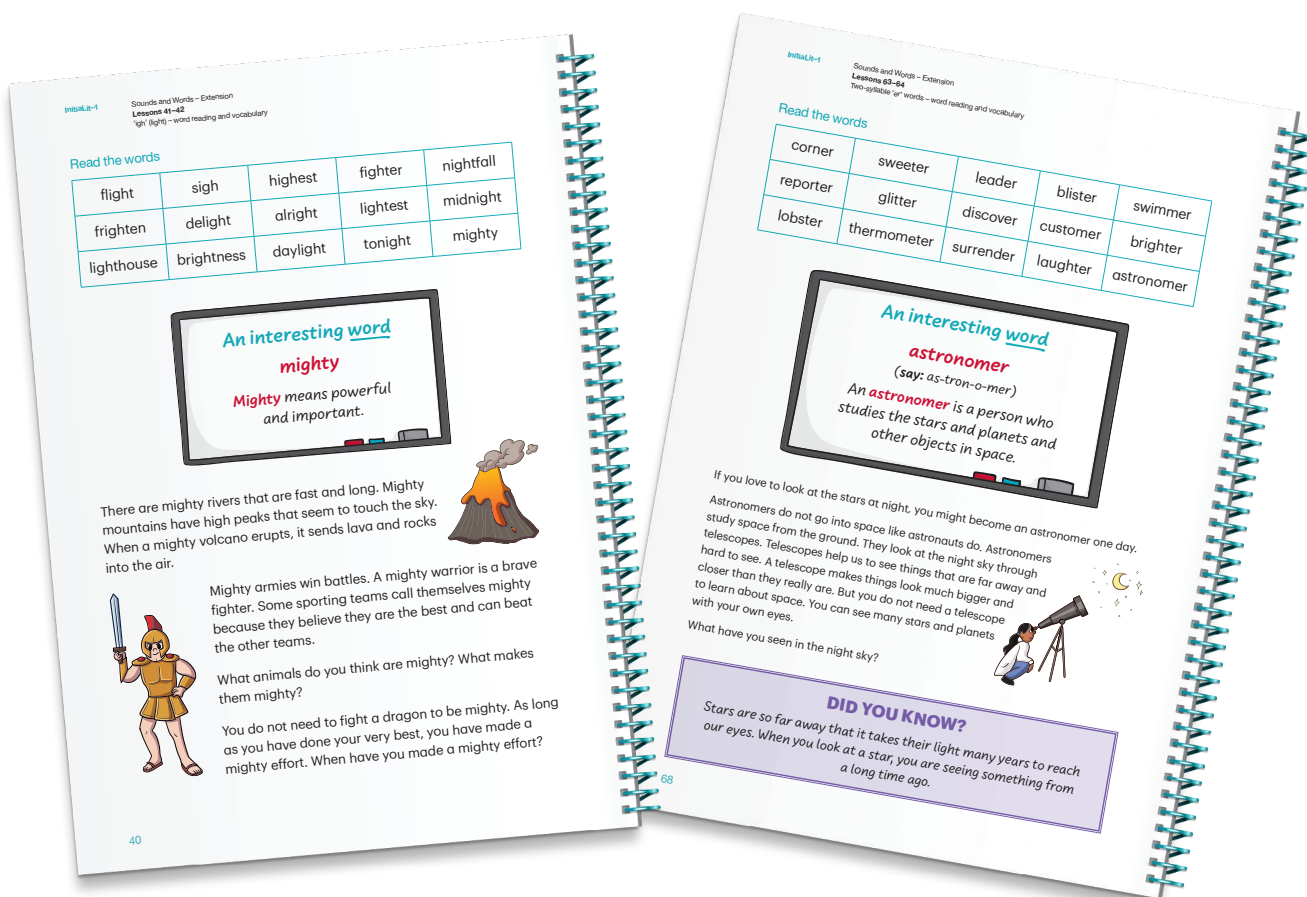 InitiaLit–1
Sounds and Words – Extension
Lessons 41–42
'igh' (light) – word reading and vocabulary
Read the words
flight sigh highest fighter nightfall
frighten delight alright lightest midnight
lighthouse brightness daylight tonight mighty
An interesting word
mighty
Mighty means powerful
and important.
There are mighty rivers that are fast and long. Mighty
mountains have high peaks that seem to touch the sky.
When a mighty volcano erupts, it sends lava and rocks
into the air.
Mighty armies win battles. A mighty warrior is a brave
fighter. Some sporting teams call themselves mighty
because they believe they are the best and can beat
the other teams.
What animals do you think are mighty? What makes
them mighty?
You do not need to fight a dragon to be mighty. As long
as you have done your very best, you have made a
mighty effort. When have you made a mighty effort?
40
InitiaLit–1
Sounds and Words – Extension
Lessons 63–64
Two-syllable 'er' words – word reading and vocabulary
Read the words
corner sweeter leader blister swimmer
reporter glitter discover customer brighter
lobster thermometer surrender laughter astronomer
An interesting word
astronomer
(say: as-tron-o-mer)
An astronomer is a person who
studies the stars and planets and
other objects in space.
If you love to look at the stars at night, you might become an astronomer one day.
Astronomers do not go into space like astronauts do. Astronomers
study space from the ground. They look at the night sky through
telescopes. Telescopes help us to see things that are far away and
hard to see. A telescope makes things look much bigger and
closer than they really are. But you do not need a telescope
to learn about space. You can see many stars and planets
with your own eyes.
What have you seen in the night sky?
DID YOU KNOW?
Stars are so far away that it takes their light many years to reach
our eyes. When you look at a star, you are seeing something from
a long time ago.
68